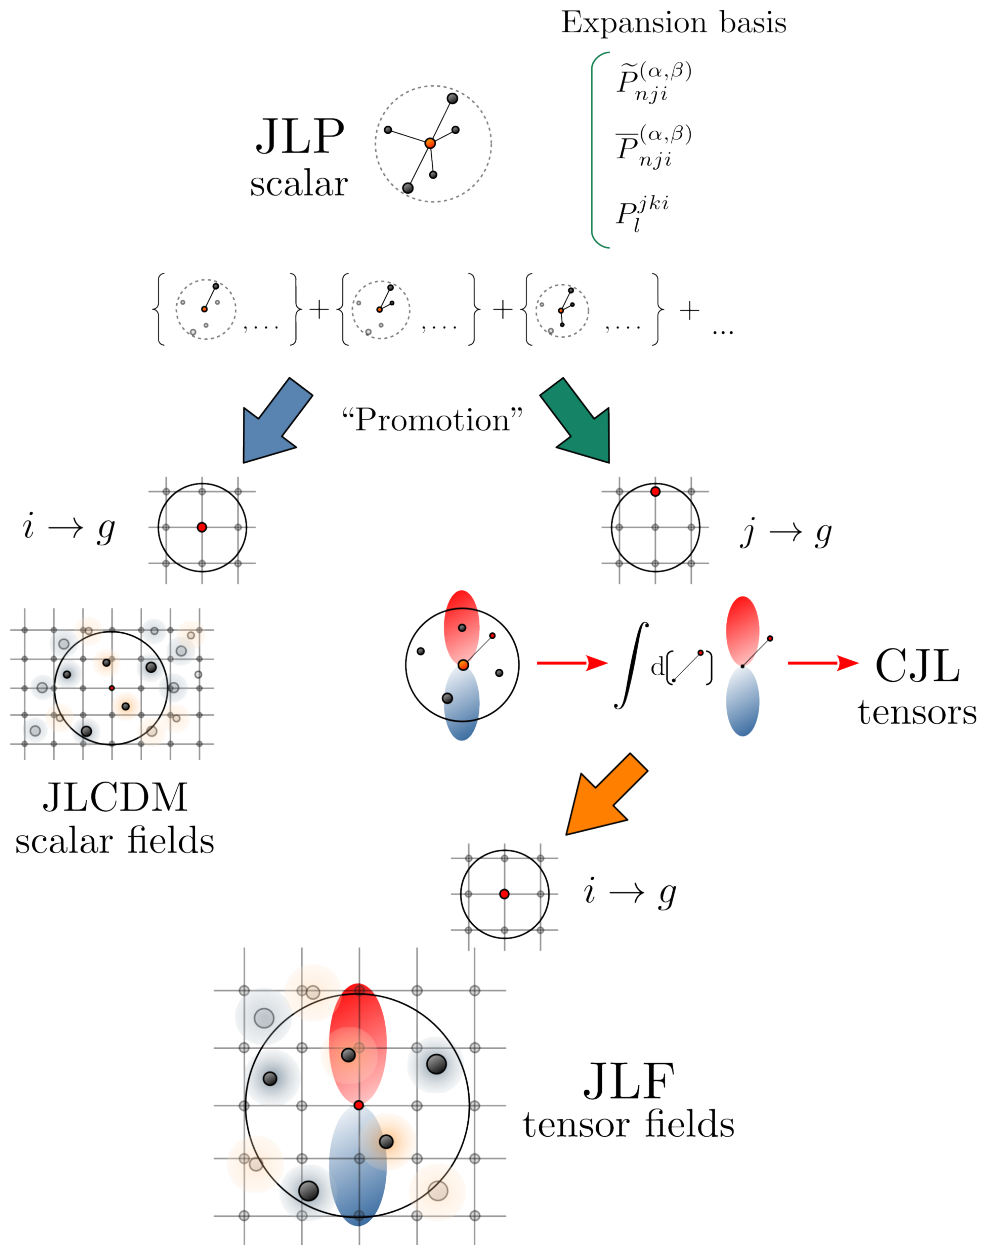 Expansion basis
JLP
scalar
P̃_{nji}^{(α,β)}
P̅_{nji}^{(α,β)}
P_l^{jki}
{ , ... } + { , ... } + { , ... } + ...
“Promotion”
i → g
j → g
∫ d[ ]
CJL
tensors
JLCDM
scalar fields
i → g
JLF
tensor fields